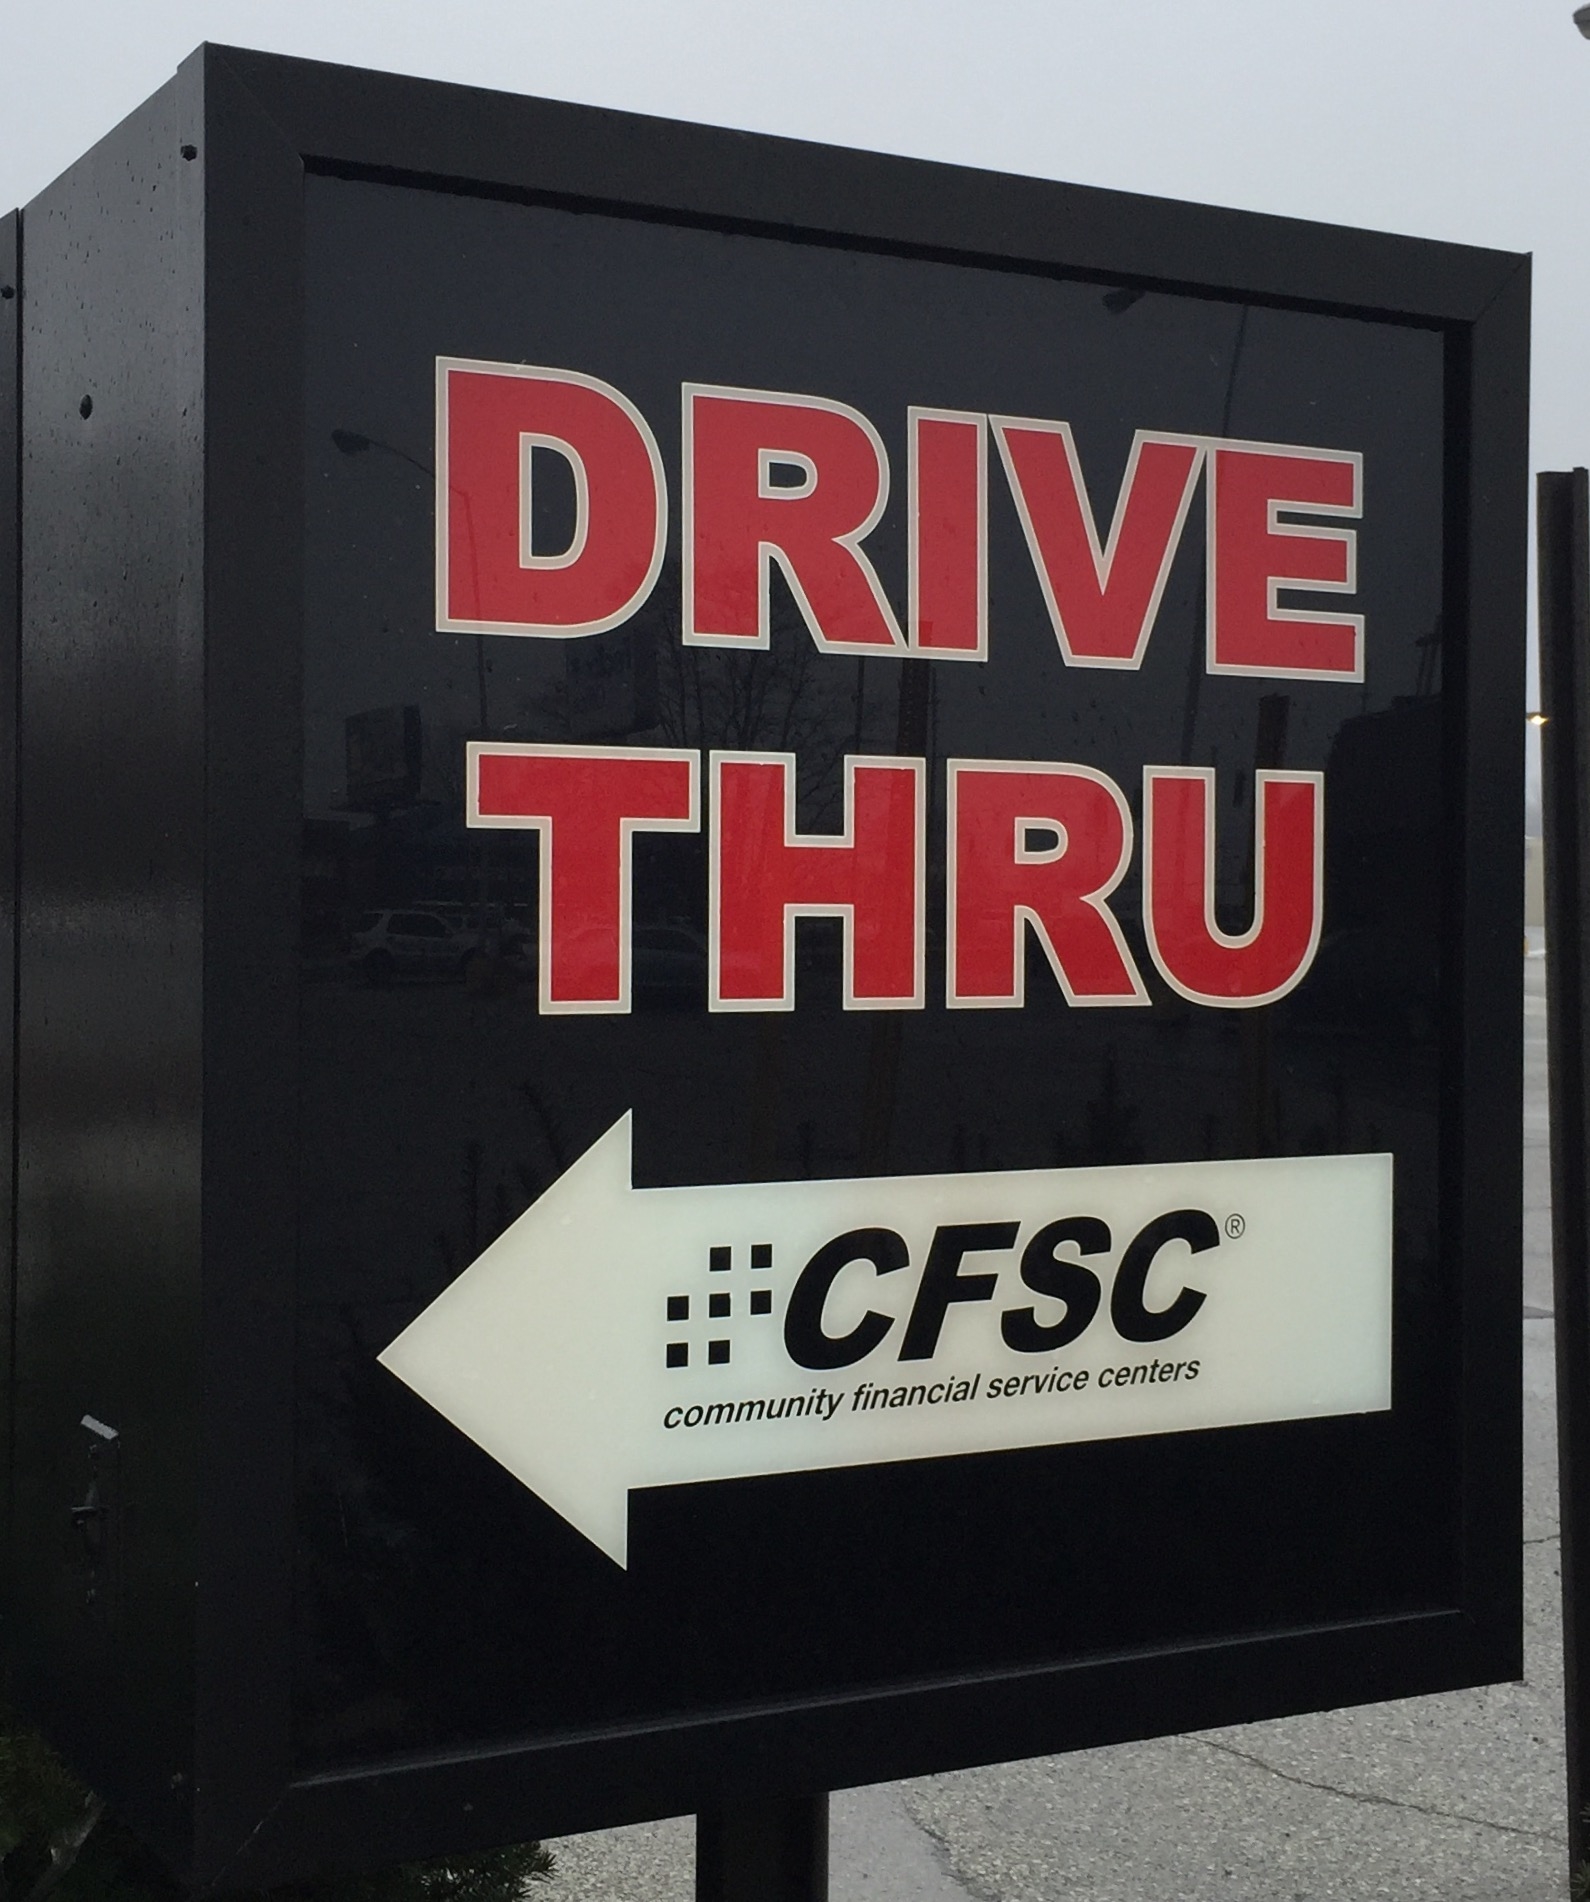 DRIVE
THRU
CFSC®
community financial service centers